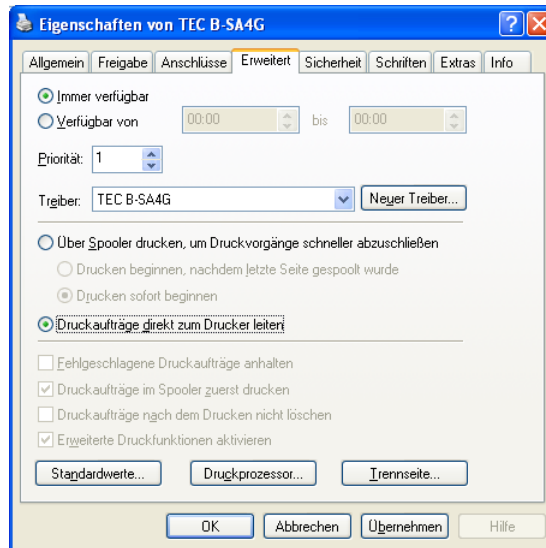 Eigenschaften von TEC B-SA4G
Allgemein Freigabe Anschlüsse Erweitert Sicherheit Schriften Extras Info
Immer verfügbar
Verfügbar von 00:00 bis 00:00
Priorität: 1
Treiber: TEC B-SA4G Neuer Treiber...
Über Spooler drucken, um Druckvorgänge schneller abzuschließen
Drucken beginnen, nachdem letzte Seite gespoolt wurde
Drucken sofort beginnen
Druckaufträge direkt zum Drucker leiten
Fehlgeschlagene Druckaufträge anhalten
Druckaufträge im Spooler zuerst drucken
Druckaufträge nach dem Drucken nicht löschen
Erweiterte Druckfunktionen aktivieren
Standardwerte... Druckprozessor... Trennseite...
OK Abbrechen Übernehmen Hilfe